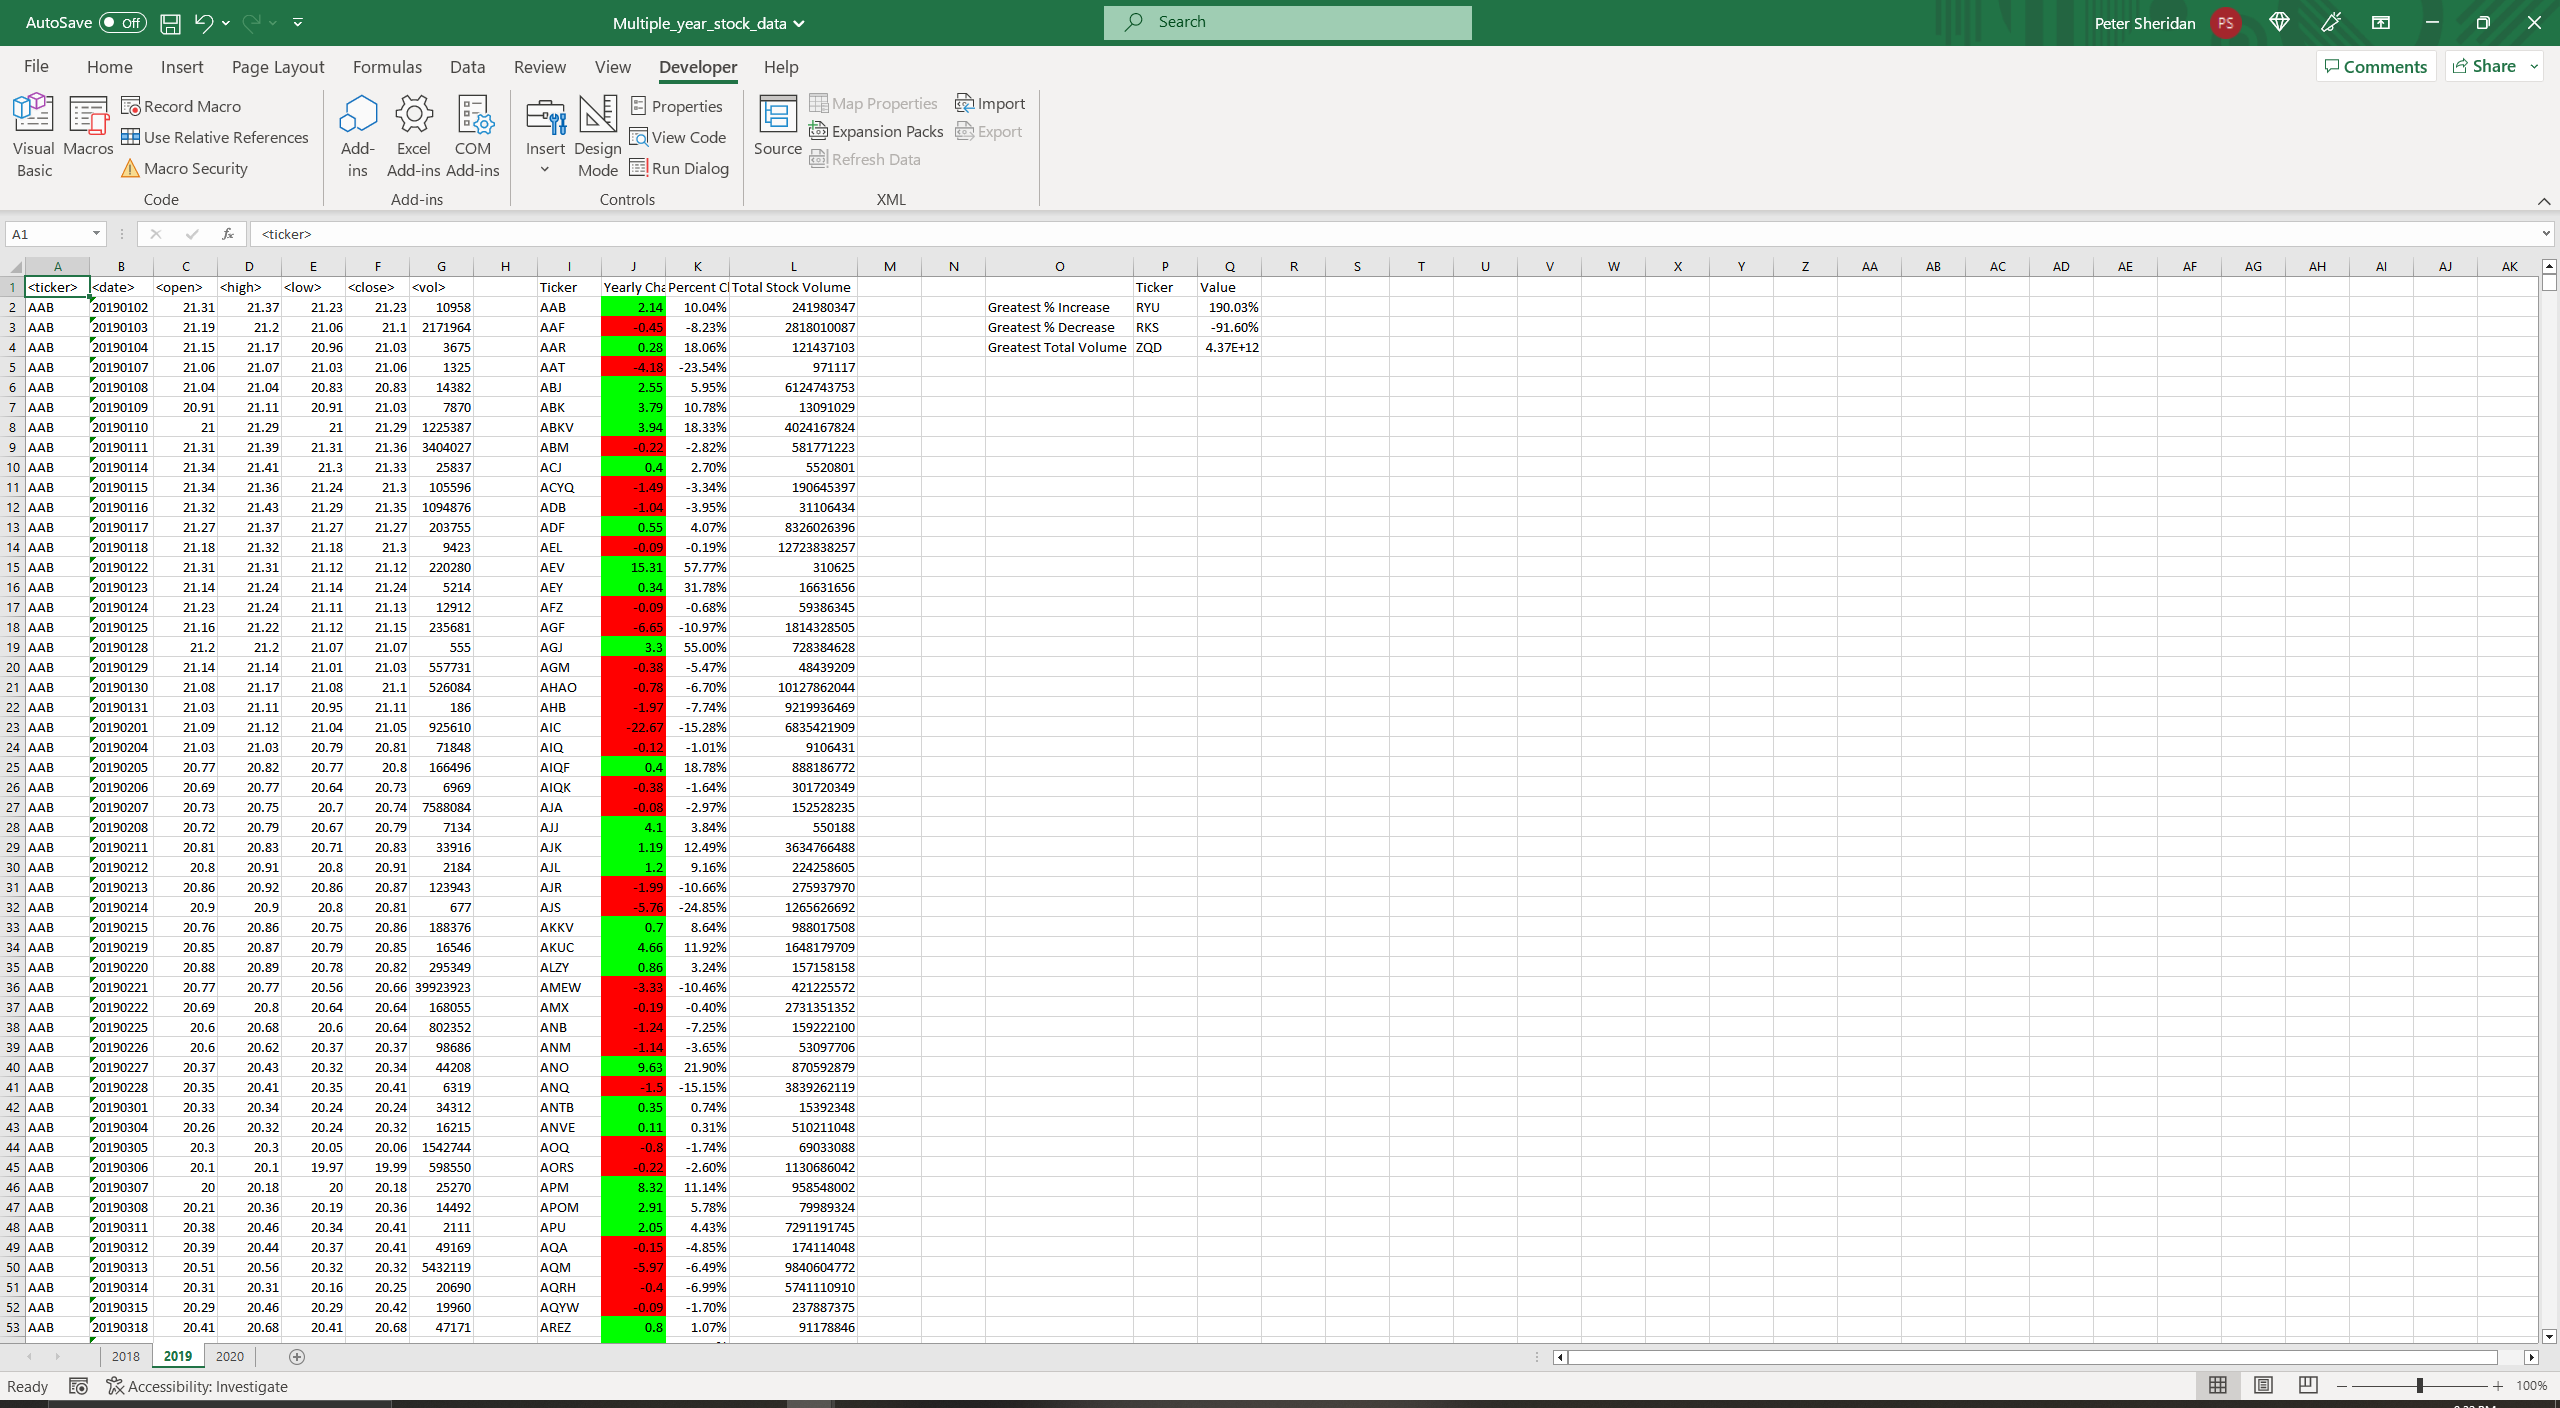 AutoSave Off Multiple_year_stock_data Search Peter Sheridan PS
File Home Insert Page Layout Formulas Data Review View Developer Help Comments Share
Visual Basic
Macros
Record Macro
Use Relative References
Macro Security
Code
Add-ins
Excel Add-ins
COM Add-ins
Add-ins
Insert
Design Mode
Properties
View Code
Run Dialog
Controls
Source
Map Properties
Expansion Packs
Refresh Data
Import
Export
XML
A1 fx <ticker>
A B C D E F G H I J K L M N O P Q R S T U V W X Y Z AA AB AC AD AE AF AG AH AI AJ AK
1 <ticker> <date> <open> <high> <low> <close> <vol> Ticker Yearly Cha Percent Cl Total Stock Volume Ticker Value
2 AAB 20190102 21.31 21.37 21.23 21.23 10958 AAB 2.14 10.04% 241980347 Greatest % Increase RYU 190.03%
3 AAB 20190103 21.19 21.2 21.06 21.1 2171964 AAF -0.45 -8.23% 2818010087 Greatest % Decrease RKS -91.60%
4 AAB 20190104 21.15 21.17 20.96 21.03 3675 AAR 0.28 18.06% 121437103 Greatest Total Volume ZQD 4.37E+12
5 AAB 20190107 21.06 21.07 21.03 21.06 1325 AAT -4.18 -23.54% 971117
6 AAB 20190108 21.04 21.04 20.83 20.83 14382 ABJ 2.55 5.95% 6124743753
7 AAB 20190109 20.91 21.11 20.91 21.03 7870 ABK 3.79 10.78% 13091029
8 AAB 20190110 21 21.29 21 21.29 1225387 ABKV 3.94 18.33% 4024167824
9 AAB 20190111 21.31 21.39 21.31 21.36 3404027 ABM -0.22 -2.82% 581771223
10 AAB 20190114 21.34 21.41 21.3 21.33 25837 ACJ 0.4 2.70% 5520801
11 AAB 20190115 21.34 21.36 21.24 21.3 105596 ACYQ -1.49 -3.34% 190645397
12 AAB 20190116 21.32 21.43 21.29 21.35 1094876 ADB -1.04 -3.95% 31106434
13 AAB 20190117 21.27 21.37 21.27 21.27 203755 ADF 0.55 4.07% 8326026396
14 AAB 20190118 21.18 21.32 21.18 21.3 9423 AEL -0.09 -0.19% 12723838257
15 AAB 20190122 21.31 21.31 21.12 21.12 220280 AEV 15.31 57.77% 310625
16 AAB 20190123 21.14 21.24 21.14 21.24 5214 AEY 0.34 31.78% 16631656
17 AAB 20190124 21.23 21.24 21.11 21.13 12912 AFZ -0.09 -0.68% 59386345
18 AAB 20190125 21.16 21.22 21.12 21.15 235681 AGF -6.65 -10.97% 1814328505
19 AAB 20190128 21.2 21.2 21.07 21.07 555 AGJ 3.3 55.00% 728384628
20 AAB 20190129 21.14 21.14 21.01 21.03 557731 AGM -0.38 -5.47% 48439209
21 AAB 20190130 21.08 21.17 21.08 21.1 526084 AHAO -0.78 -6.70% 10127862044
22 AAB 20190131 21.03 21.11 20.95 21.11 186 AHB -1.97 -7.74% 9219936469
23 AAB 20190201 21.09 21.12 21.04 21.05 925610 AIC -22.67 -15.28% 6835421909
24 AAB 20190204 21.03 21.03 20.79 20.81 71848 AIQ -0.12 -1.01% 9106431
25 AAB 20190205 20.77 20.82 20.77 20.8 166496 AIQF 0.4 18.78% 888186772
26 AAB 20190206 20.69 20.77 20.64 20.73 6969 AIQK -0.38 -1.64% 301720349
27 AAB 20190207 20.73 20.75 20.7 20.74 7588084 AJA -0.08 -2.97% 152528235
28 AAB 20190208 20.72 20.79 20.67 20.79 7134 AJJ 4.1 3.84% 550188
29 AAB 20190211 20.81 20.83 20.71 20.83 33916 AJK 1.19 12.49% 3634766488
30 AAB 20190212 20.8 20.91 20.8 20.91 2184 AJL 1.2 9.16% 224258605
31 AAB 20190213 20.86 20.92 20.86 20.87 123943 AJR -1.99 -10.66% 275937970
32 AAB 20190214 20.9 20.9 20.8 20.81 677 AJS -5.76 -24.85% 1265626692
33 AAB 20190215 20.76 20.86 20.75 20.86 188376 AKKV 0.7 8.64% 988017508
34 AAB 20190219 20.85 20.87 20.79 20.85 16546 AKUC 4.66 11.92% 1648179709
35 AAB 20190220 20.88 20.89 20.78 20.82 295349 ALZY 0.86 3.24% 157158158
36 AAB 20190221 20.77 20.77 20.56 20.66 39923923 AMEW -3.33 -10.46% 421225572
37 AAB 20190222 20.69 20.8 20.64 20.64 168055 AMX -0.19 -0.40% 2731351352
38 AAB 20190225 20.6 20.68 20.6 20.64 802352 ANB -1.24 -7.25% 159222100
39 AAB 20190226 20.6 20.62 20.37 20.37 98686 ANM -1.14 -3.65% 53097706
40 AAB 20190227 20.37 20.43 20.32 20.34 44208 ANO 9.63 21.90% 870592879
41 AAB 20190228 20.35 20.41 20.35 20.41 6319 ANQ -1.5 -15.15% 3839262119
42 AAB 20190301 20.33 20.34 20.24 20.24 34312 ANTB 0.35 0.74% 15392348
43 AAB 20190304 20.26 20.32 20.24 20.32 16215 ANVE 0.11 0.31% 510211048
44 AAB 20190305 20.3 20.3 20.05 20.06 1542744 AOQ -0.8 -1.74% 69033088
45 AAB 20190306 20.1 20.1 19.97 19.99 598550 AORS -0.22 -2.60% 1130686042
46 AAB 20190307 20 20.18 20 20.18 25270 APM 8.32 11.14% 958548002
47 AAB 20190308 20.21 20.36 20.19 20.36 14492 APOM 2.91 5.78% 79989324
48 AAB 20190311 20.38 20.46 20.34 20.41 2111 APU 2.05 4.43% 7291191745
49 AAB 20190312 20.39 20.44 20.37 20.41 49169 AQA -0.15 -4.85% 174114048
50 AAB 20190313 20.51 20.56 20.32 20.32 5432119 AQM -5.97 -6.49% 9840604772
51 AAB 20190314 20.31 20.31 20.16 20.25 20690 AQRH -0.4 -6.99% 5741110910
52 AAB 20190315 20.29 20.46 20.29 20.42 19960 AQYW -0.09 -1.70% 237887375
53 AAB 20190318 20.41 20.68 20.41 20.68 47171 AREZ 0.8 1.07% 91178846
2018 2019 2020
Ready Accessibility: Investigate 100%